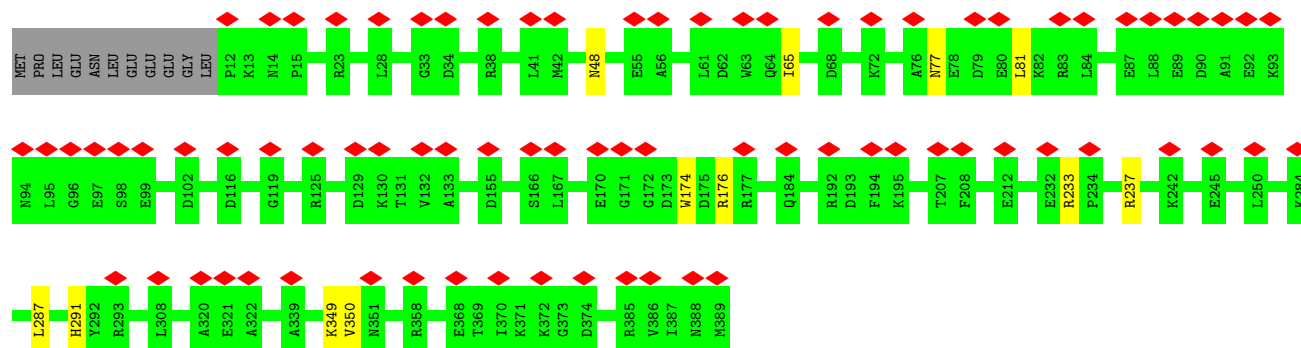 MET PRO LEU GLU ASN LEU GLU GLU GLU GLY LEU P12 K13 N14 P15 R23 L28 G33 D34 R38 L41 M42 N48 E55 A56 L61 D62 W63 Q64 I65 D68 K72 A76 N77 E78 D79 E80 L81 K82 R83 L84 E87 L88 E89 D90 A91 E92 K93
N94 L95 G96 E97 S98 E99 D102 D116 G119 R125 D129 K130 T131 V132 A133 D155 S166 L167 E170 G171 G172 D173 W174 D175 R176 R177 Q184 R192 D193 F194 K195 T207 F208 E212 E232 R233 P234 R237 K242 E245 L250 K284
L287 H291 Y292 R293 L308 A320 E321 A322 A339 K349 V350 N351 R358 E368 T369 I370 K371 K372 G373 D374 R385 V386 I387 N388 M389